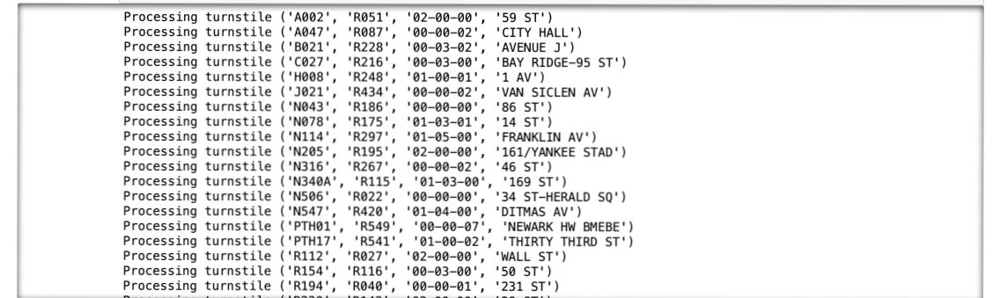 Processing turnstile ('A002', 'R051', '02-00-00', '59 ST')
Processing turnstile ('A047', 'R087', '00-00-02', 'CITY HALL')
Processing turnstile ('B021', 'R228', '00-03-02', 'AVENUE J')
Processing turnstile ('C027', 'R216', '00-03-00', 'BAY RIDGE-95 ST')
Processing turnstile ('H008', 'R248', '01-00-01', '1 AV')
Processing turnstile ('J021', 'R434', '00-00-02', 'VAN SICLEN AV')
Processing turnstile ('N043', 'R186', '00-00-00', '86 ST')
Processing turnstile ('N078', 'R175', '01-03-01', '14 ST')
Processing turnstile ('N114', 'R297', '01-05-00', 'FRANKLIN AV')
Processing turnstile ('N205', 'R195', '02-00-00', '161/YANKEE STAD')
Processing turnstile ('N316', 'R267', '00-00-02', '46 ST')
Processing turnstile ('N340A', 'R115', '01-03-00', '169 ST')
Processing turnstile ('N506', 'R022', '00-00-00', '34 ST-HERALD SQ')
Processing turnstile ('N547', 'R420', '01-04-00', 'DITMAS AV')
Processing turnstile ('PTH01', 'R549', '00-00-07', 'NEWARK HW BMEBE')
Processing turnstile ('PTH17', 'R541', '01-00-02', 'THIRTY THIRD ST')
Processing turnstile ('R112', 'R027', '02-00-00', 'WALL ST')
Processing turnstile ('R154', 'R116', '00-03-00', '50 ST')
Processing turnstile ('R194', 'R040', '00-00-01', '231 ST')